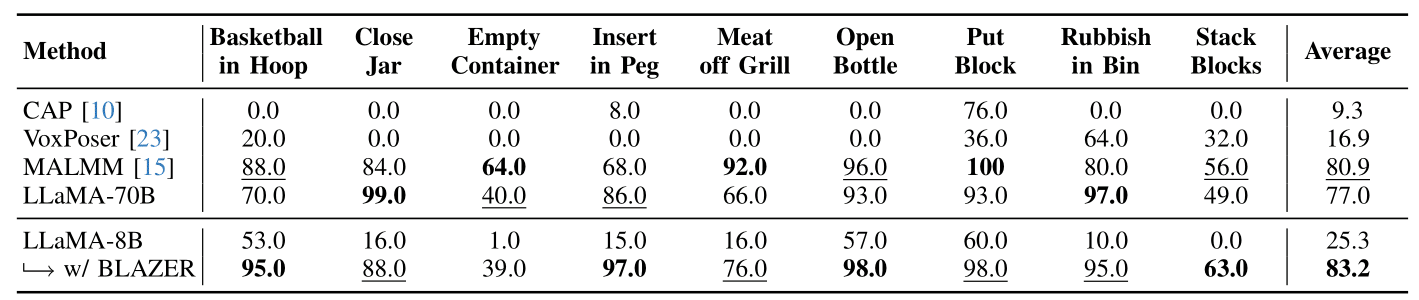 Method Basketball in Hoop Close Jar Empty Container Insert in Peg Meat off Grill Open Bottle Put Block Rubbish in Bin Stack Blocks Average
CAP [10] 0.0 0.0 0.0 8.0 0.0 0.0 76.0 0.0 0.0 9.3
VoxPoser [23] 20.0 0.0 0.0 0.0 0.0 0.0 36.0 64.0 32.0 16.9
MALMM [15] 88.0 84.0 64.0 68.0 92.0 96.0 100 80.0 56.0 80.9
LLaMA-70B 70.0 99.0 40.0 86.0 66.0 93.0 93.0 97.0 49.0 77.0
LLaMA-8B 53.0 16.0 1.0 15.0 16.0 57.0 60.0 10.0 0.0 25.3
↪ w/ BLAZER 95.0 88.0 39.0 97.0 76.0 98.0 98.0 95.0 63.0 83.2